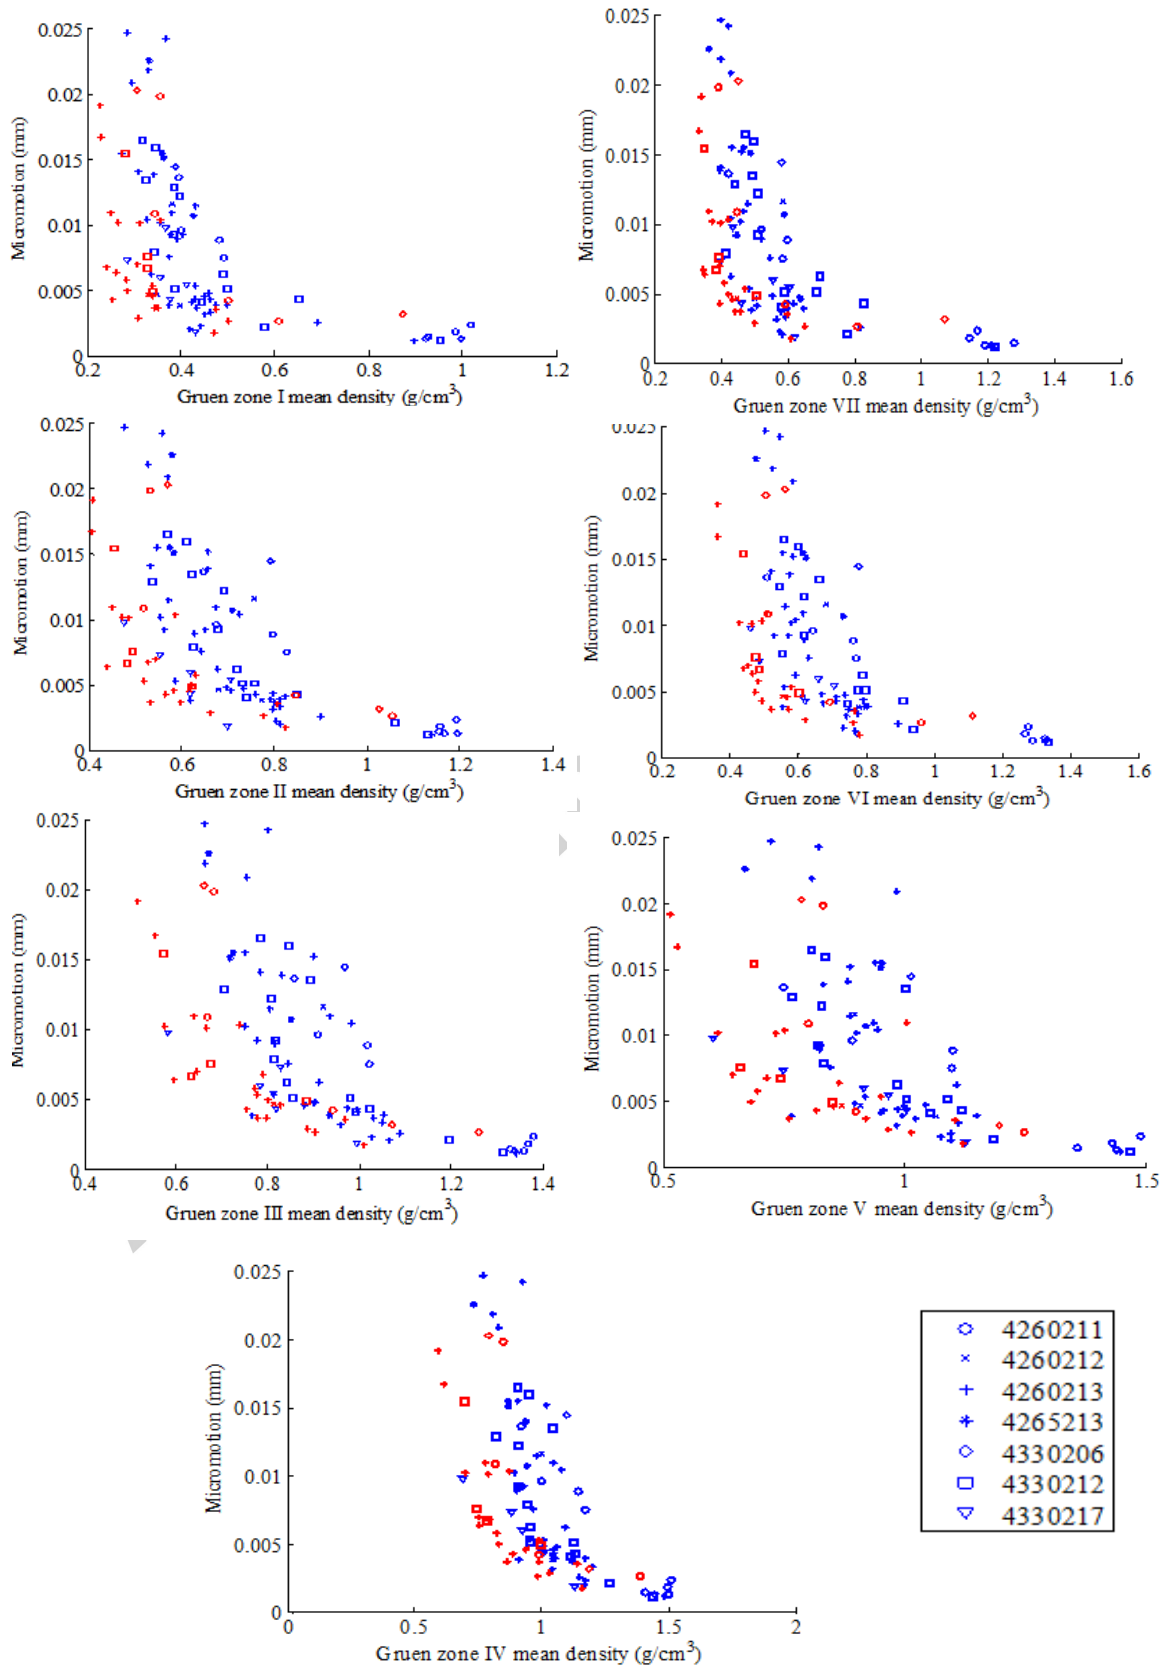 0.025
0.02
0.015
0.01
0.005
0
0.2 0.4 0.6 0.8 1 1.2
Micromotion (mm)
Gruen zone I mean density (g/cm³)
0.025
0.02
0.015
0.01
0.005
0
0.2 0.4 0.6 0.8 1 1.2 1.4 1.6
Micromotion (mm)
Gruen zone VII mean density (g/cm³)
0.025
0.02
0.015
0.01
0.005
0
0.4 0.6 0.8 1 1.2 1.4
Micromotion (mm)
Gruen zone II mean density (g/cm³)
0.025
0.02
0.015
0.01
0.005
0
0.2 0.4 0.6 0.8 1 1.2 1.4 1.6
Micromotion (mm)
Gruen zone VI mean density (g/cm³)
0.025
0.02
0.015
0.01
0.005
0
0.4 0.6 0.8 1 1.2 1.4
Micromotion (mm)
Gruen zone III mean density (g/cm³)
0.025
0.02
0.015
0.01
0.005
0
0.5 1 1.5
Micromotion (mm)
Gruen zone V mean density (g/cm³)
0.025
0.02
0.015
0.01
0.005
0
0 0.5 1 1.5 2
Micromotion (mm)
Gruen zone IV mean density (g/cm³)
4260211
4260212
4260213
4265213
4330206
4330212
4330217